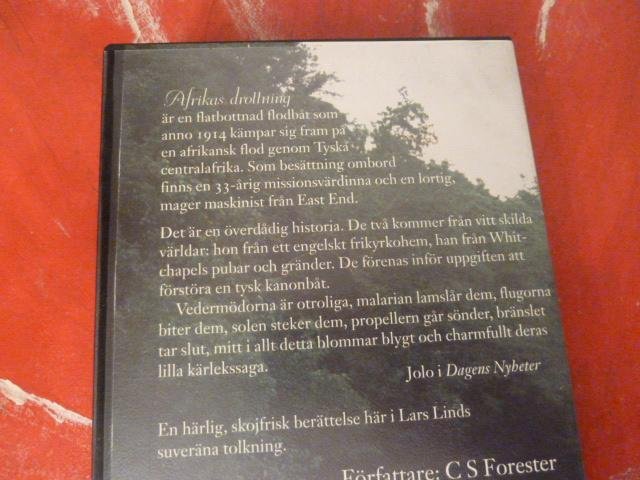 Afrikas drottning
är en flatbottnad flodbåt som
anno 1914 kämpar sig fram på
en afrikansk flod genom Tyska
centralafrika. Som besättning ombord
finns en 33-årig missionsvärdinna och en lortig,
mager maskinist från East End.
Det är en överdådig historia. De två kommer från vitt skilda
världar: hon från ett engelskt frikyrkohem, han från Whit-
chapels pubar och gränder. De förenas inför uppgiften att
förstöra en tysk kanonbåt.
Vedermödorna är otroliga, malarian lamslår dem, flugorna
biter dem, solen steker dem, propellern går sönder, bränslet
tar slut, mitt i allt detta blommar blygt och charmfullt deras
lilla kärlekssaga.
Jolo i Dagens Nyheter
En härlig, skojfrisk berättelse här i Lars Linds
suveräna tolkning.
Författare: C S Forester